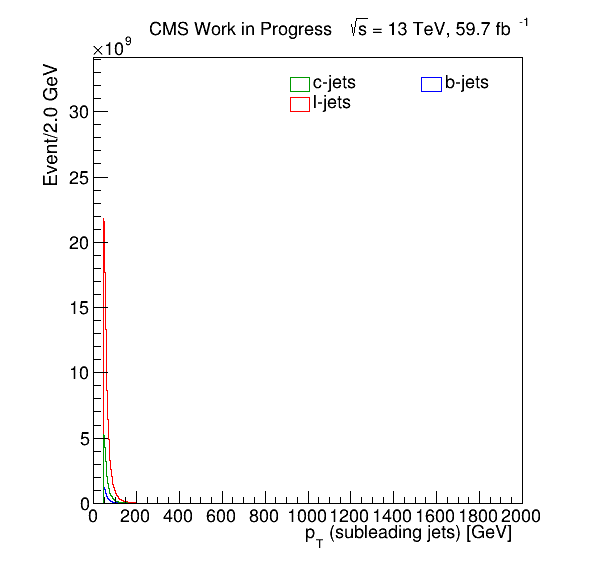 CMS Work in Progress √s = 13 TeV, 59.7 fb -1
×10^9
Event/2.0 GeV
c-jets b-jets
l-jets
30
25
20
15
10
5
0
0 200 400 600 800 1000 1200 1400 1600 1800 2000
p_T (subleading jets) [GeV]